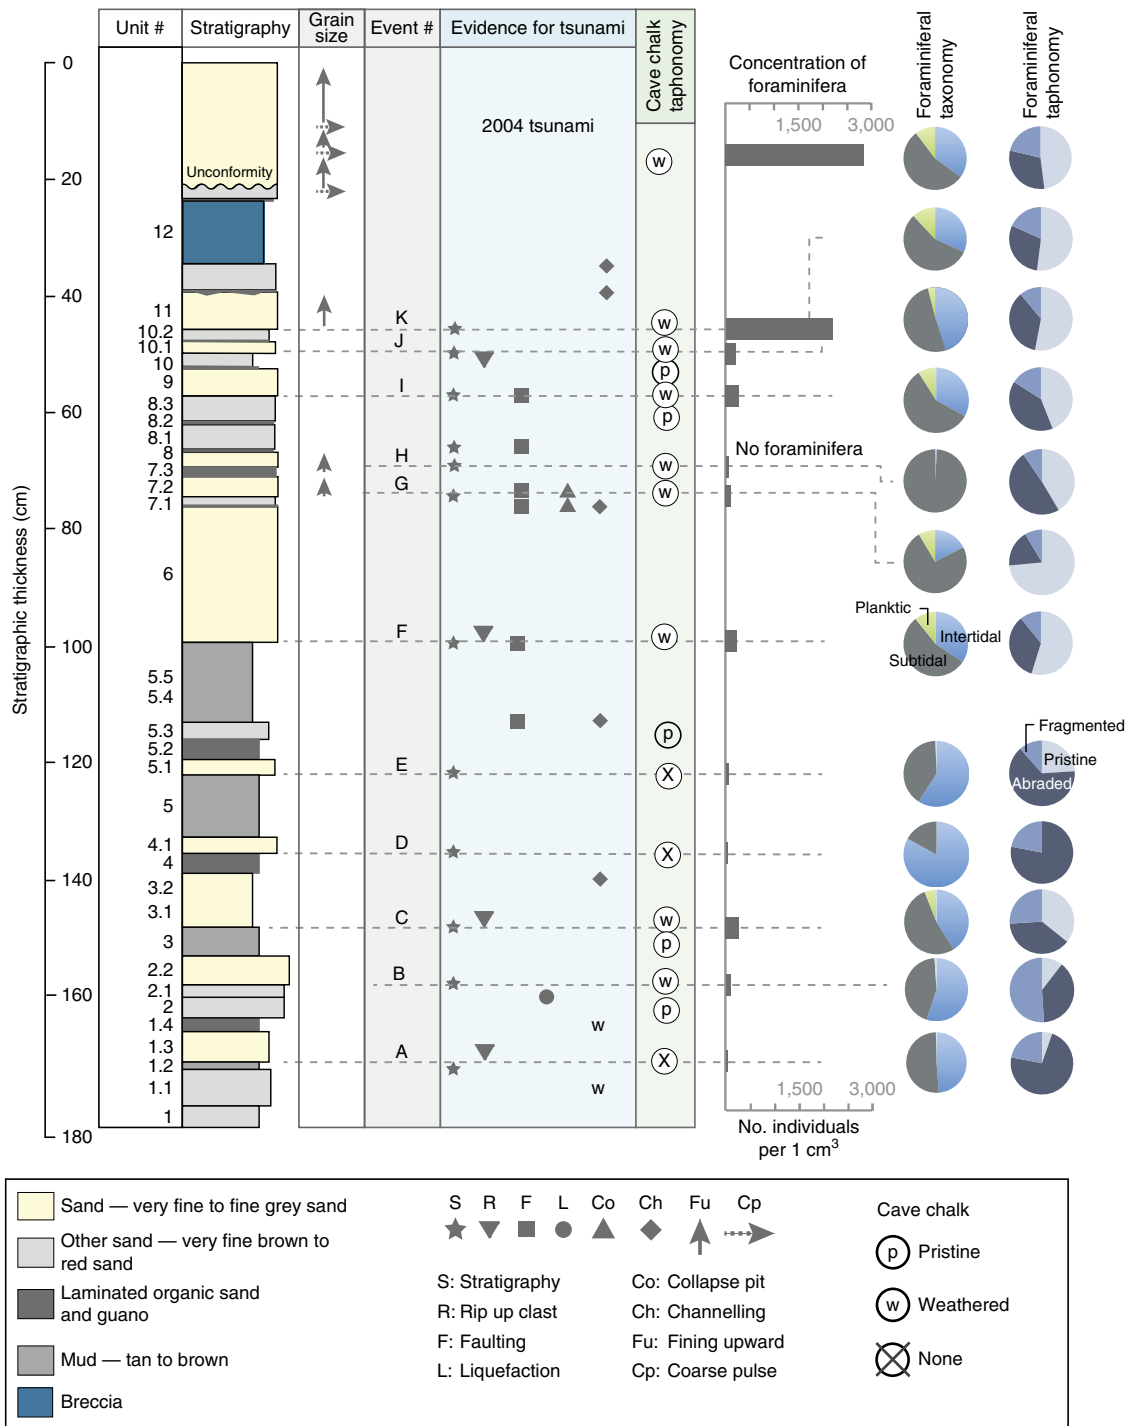 Unit #
Stratigraphy
Grain
size
Event #
Evidence for tsunami
Cave chalk
taphonomy
Concentration of
foraminifera
1,500
3,000
Foraminiferal
taxonomy
Foraminiferal
taphonomy
Stratigraphic thickness (cm)
0
20
40
60
80
100
120
140
160
180
2004 tsunami
Unconformity
w
12
11
10.2
10.1
10
9
8.3
8.2
8.1
8
7.3
7.2
7.1
6
5.5
5.4
5.3
5.2
5.1
5
4.1
4
3.2
3.1
3
2.2
2.1
2
1.4
1.3
1.2
1.1
1
K
J
I
H
G
F
E
D
C
B
A
w
w
w
w
w
p
w
p
w
w
w
p
X
X
w
p
w
p
X
No foraminifera
Planktic
Intertidal
Subtidal
Fragmented
Pristine
Abraded
1,500
3,000
No. individuals
per 1 cm3
Sand — very fine to fine grey sand
Other sand — very fine brown to
red sand
Laminated organic sand
and guano
Mud — tan to brown
Breccia
S R F L Co Ch Fu Cp
S: Stratigraphy
R: Rip up clast
F: Faulting
L: Liquefaction
Co: Collapse pit
Ch: Channelling
Fu: Fining upward
Cp: Coarse pulse
Cave chalk
p Pristine
w Weathered
None